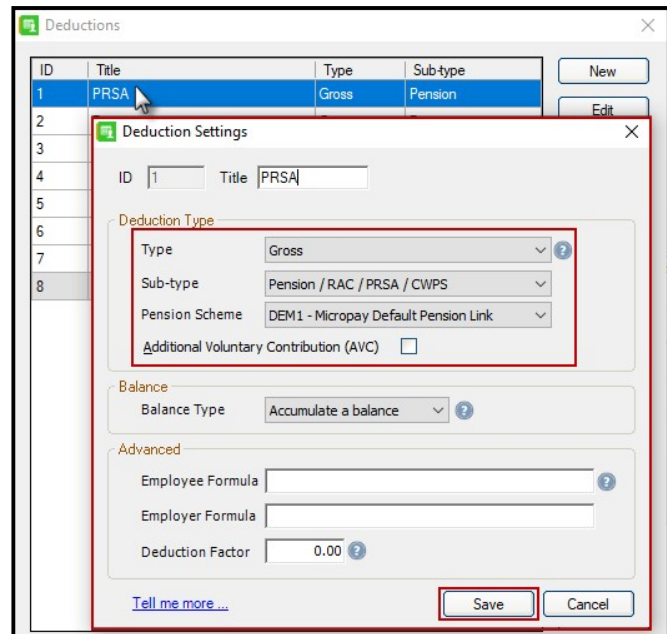 Deductions
ID Title Type Sub-type New
1 PRSA Gross Pension
Edit
2
3
4
5
6
7
8
Deduction Settings
ID 1 Title PRSA
Deduction Type
Type Gross
Sub-type Pension / RAC / PRSA / CWPS
Pension Scheme DEM1 - Micropay Default Pension Link
Additional Voluntary Contribution (AVC)
Balance
Balance Type Accumulate a balance
Advanced
Employee Formula
Employer Formula
Deduction Factor 0.00
Tell me more ... Save Cancel